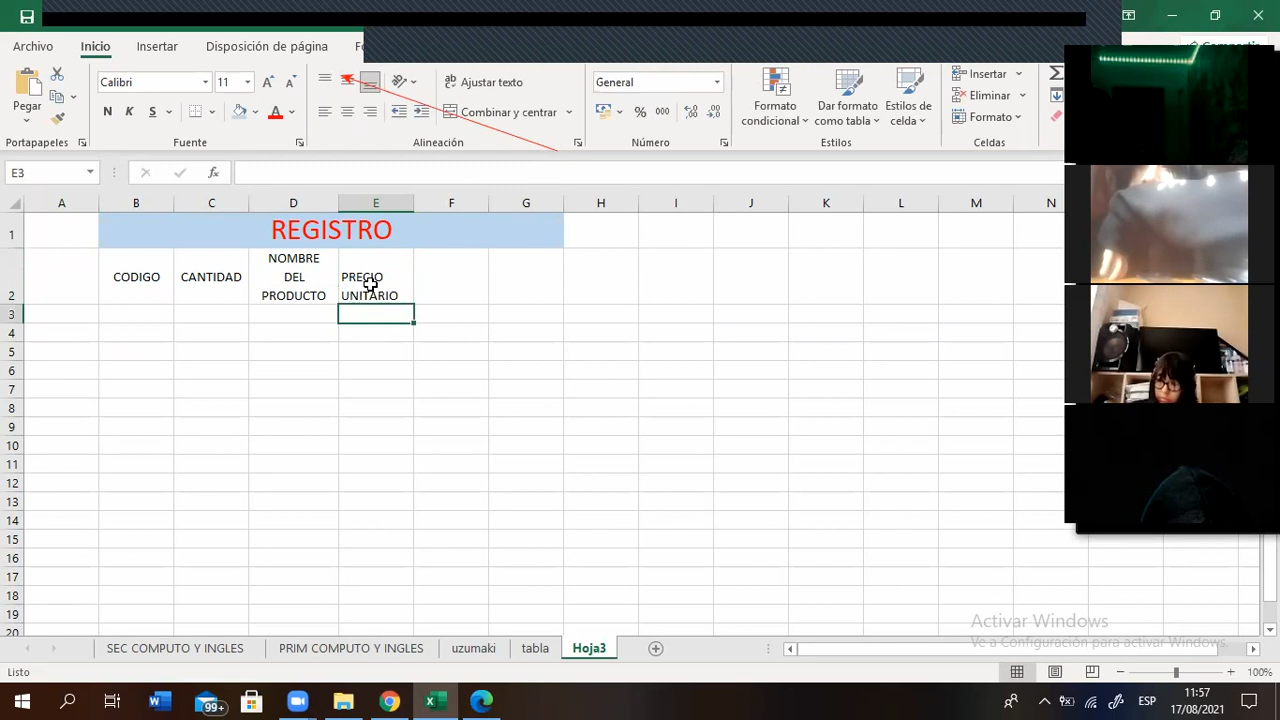 Archivo Inicio Insertar Disposición de página
Calibri 11 Ajustar texto General Insertar
Pegar Formato Dar formato Estilos de Eliminar
N K S Combinar y centrar % 000 condicional como tabla celda Formato
Portapapeles Fuente Alineación Número Estilos Celdas
E3 fx
A B C D E F G H I J K L M N
1 REGISTRO
NOMBRE
CODIGO CANTIDAD DEL PRECIO
2 PRODUCTO UNITARIO
3
4
5
6
7
8
9
10
11
12
13
14
15
16
17
18
19
20
Activar Windows
Ve a Configuración para activar Windows.
SEC COMPUTO Y INGLES PRIM COMPUTO Y INGLES uzumaki tabla Hoja3
Listo 100%
99+ ESP 11:57
17/08/2021